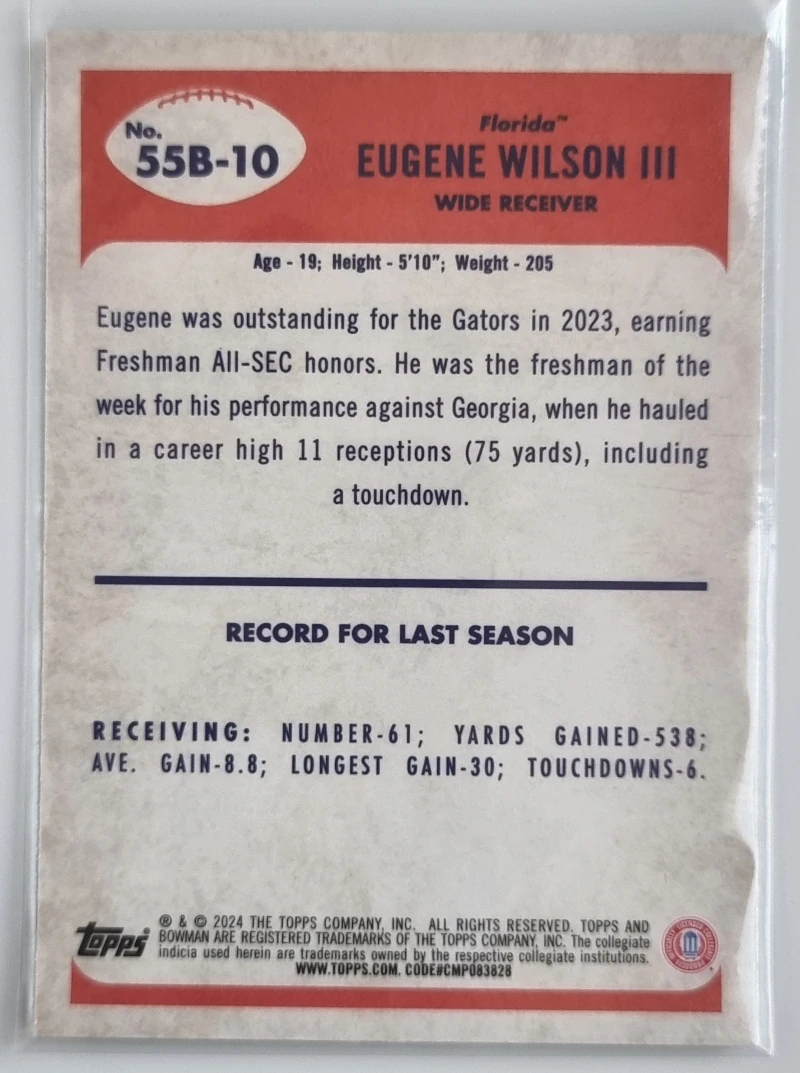 No.
55B-10
Florida™
EUGENE WILSON III
WIDE RECEIVER
Age - 19; Height - 5'10"; Weight - 205
Eugene was outstanding for the Gators in 2023, earning
Freshman All-SEC honors. He was the freshman of the
week for his performance against Georgia, when he hauled
in a career high 11 receptions (75 yards), including
a touchdown.
RECORD FOR LAST SEASON
RECEIVING: NUMBER-61; YARDS GAINED-538;
AVE. GAIN-8.8; LONGEST GAIN-30; TOUCHDOWNS-6.
topps
® & © 2024 THE TOPPS COMPANY, INC. ALL RIGHTS RESERVED. TOPPS AND
BOWMAN ARE REGISTERED TRADEMARKS OF THE TOPPS COMPANY, INC. The collegiate
indicia used herein are trademarks owned by the respective collegiate institutions.
WWW.TOPPS.COM. CODE#CMP083828